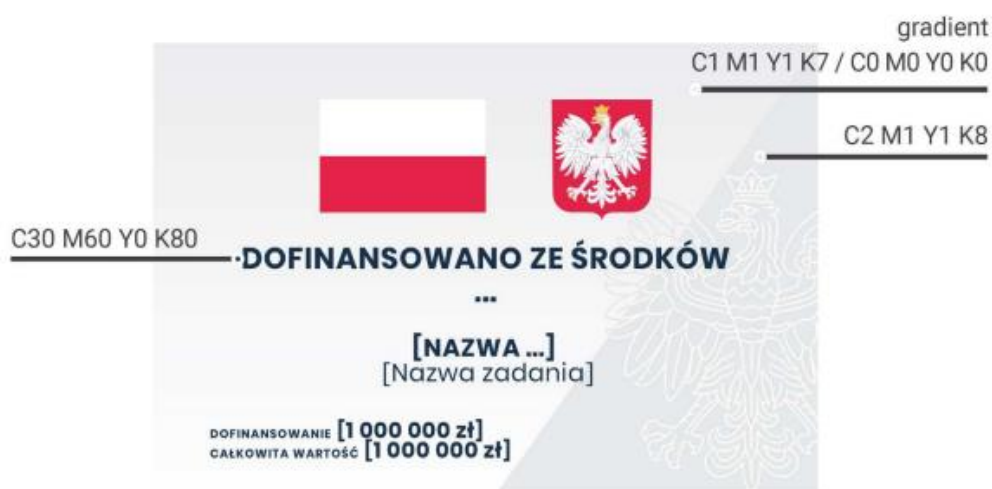 gradient
C1 M1 Y1 K7 / C0 M0 Y0 K0
C2 M1 Y1 K8
C30 M60 Y0 K80
DOFINANSOWANO ZE ŚRODKÓW
...
[NAZWA ...]
[Nazwa zadania]
DOFINANSOWANIE [1 000 000 zł]
CAŁKOWITA WARTOŚĆ [1 000 000 zł]